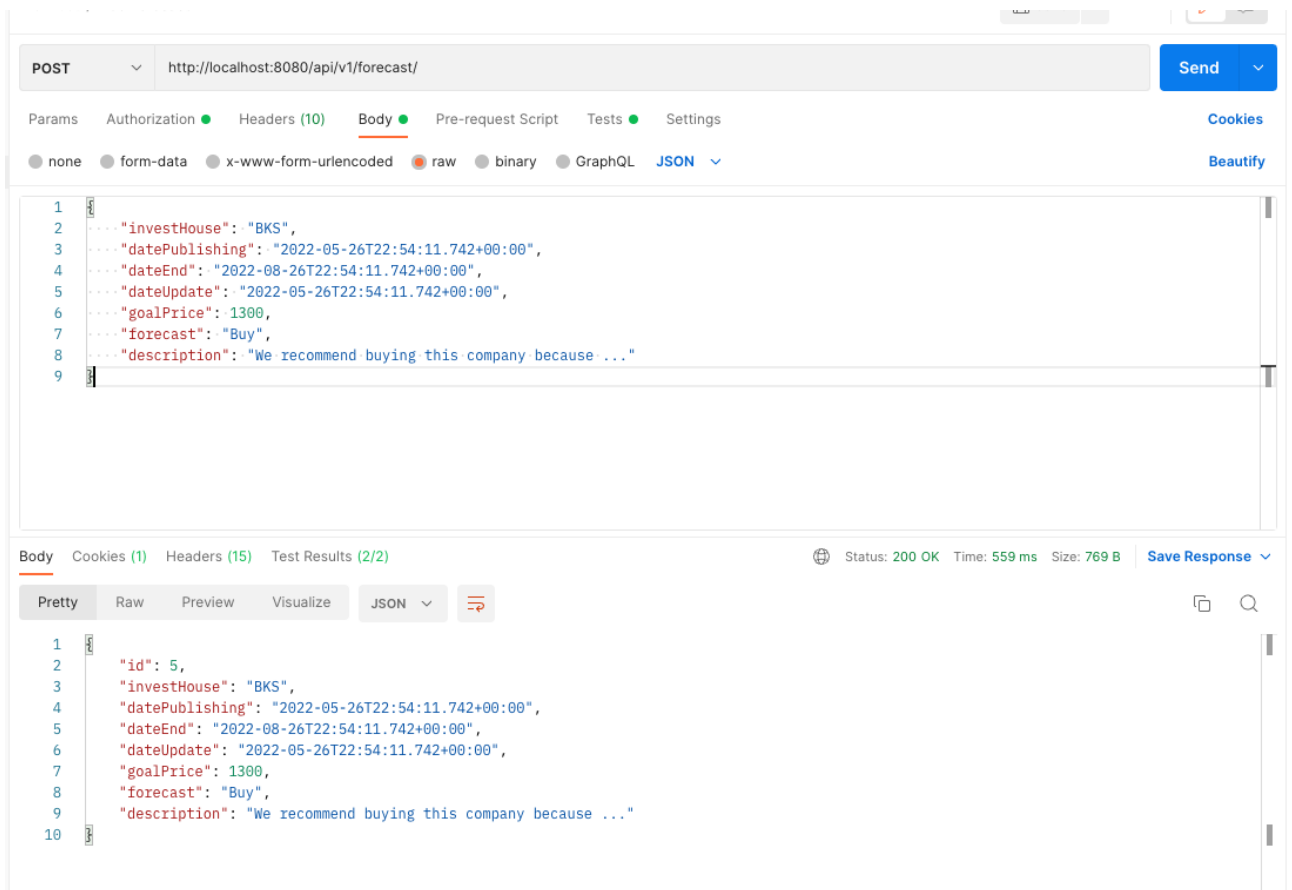 POST http://localhost:8080/api/v1/forecast/ Send
Params Authorization Headers (10) Body Pre-request Script Tests Settings Cookies
none form-data x-www-form-urlencoded raw binary GraphQL JSON Beautify
1 {
2 "investHouse": "BKS",
3 "datePublishing": "2022-05-26T22:54:11.742+00:00",
4 "dateEnd": "2022-08-26T22:54:11.742+00:00",
5 "dateUpdate": "2022-05-26T22:54:11.742+00:00",
6 "goalPrice": 1300,
7 "forecast": "Buy",
8 "description": "We recommend buying this company because ..."
9 }
Body Cookies (1) Headers (15) Test Results (2/2) Status: 200 OK Time: 559 ms Size: 769 B Save Response
Pretty Raw Preview Visualize JSON
1 {
2 "id": 5,
3 "investHouse": "BKS",
4 "datePublishing": "2022-05-26T22:54:11.742+00:00",
5 "dateEnd": "2022-08-26T22:54:11.742+00:00",
6 "dateUpdate": "2022-05-26T22:54:11.742+00:00",
7 "goalPrice": 1300,
8 "forecast": "Buy",
9 "description": "We recommend buying this company because ..."
10 }